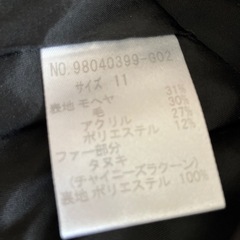 NO.98040399-G02
サイズ 11
表地 モヘヤ 31%
毛 30%
アクリル 27%
ポリエステル 12%
ファー部分
タヌキ
(チャイニーズラクーン)
裏地 ポリエステル 100%